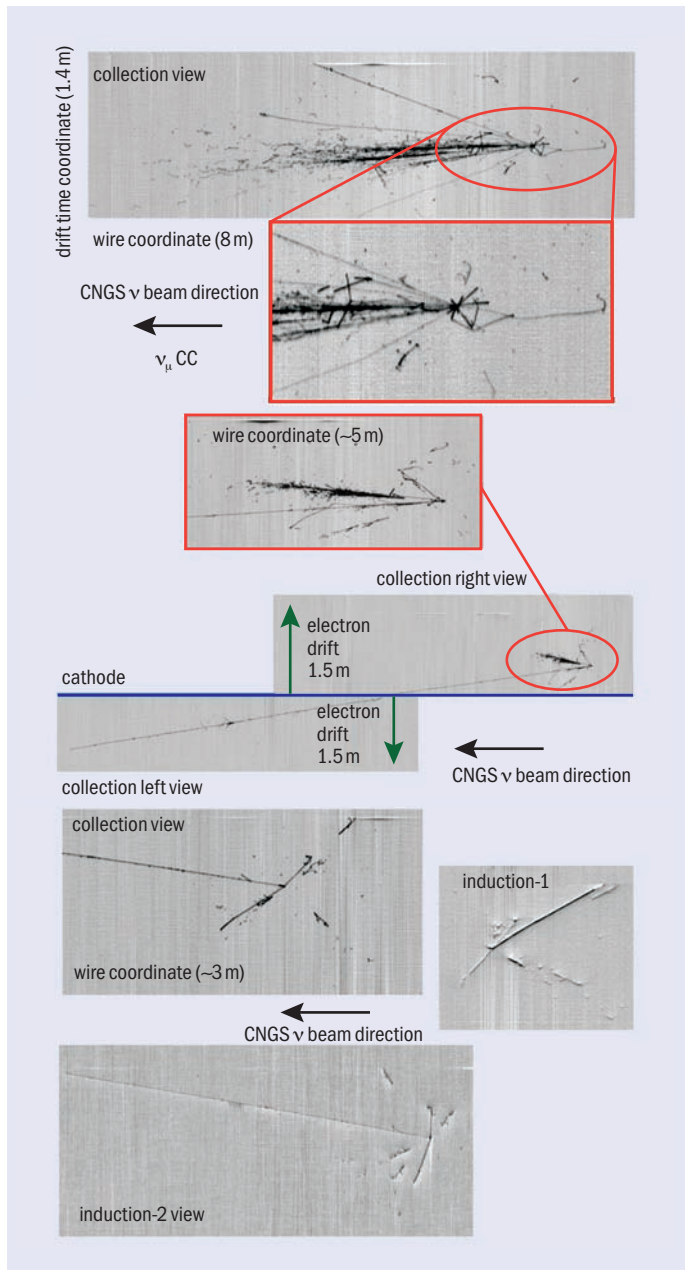 collection view
drift time coordinate (1.4 m)
wire coordinate (8 m)
CNGS ν beam direction
νμ CC
wire coordinate (~5 m)
collection right view
electron
drift
1.5 m
cathode
electron
drift
1.5 m
CNGS ν beam direction
collection left view
collection view
induction-1
wire coordinate (~3 m)
CNGS ν beam direction
induction-2 view